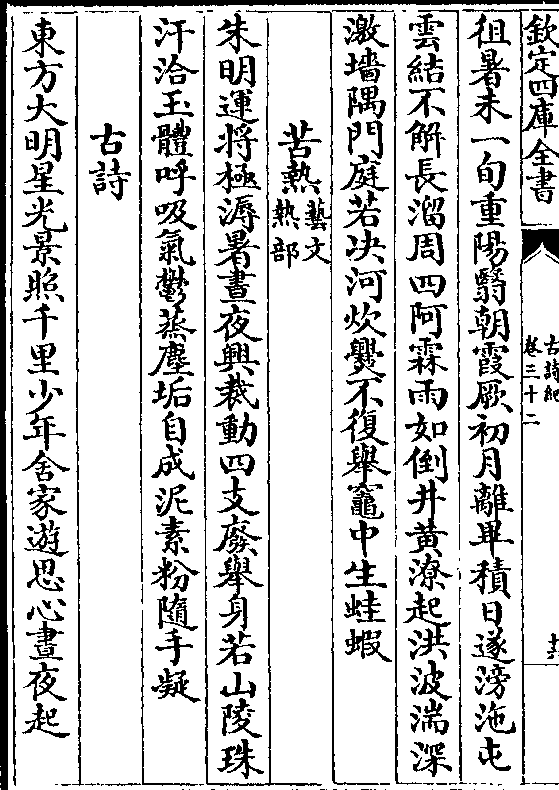 欽定四庫全書
古詩紀
卷三十二
徂暑未一旬重陽翳朝霞厥初月離畢積日遂滂沲屯
雲結不解長溜周四阿霖雨如倒井黄潦起洪波湍深
激墻隅門庭若决河炊爨不復舉竈中生蛙蝦
苦熱藝文熱部
朱明運將極溽暑晝夜興裁動四支廢舉身若山陵珠
汗洽玉體呼吸氣鬱蒸塵垢自成泥素粉隨手凝
古詩
東方大明星光景照千里少年舍家遊思心晝夜起